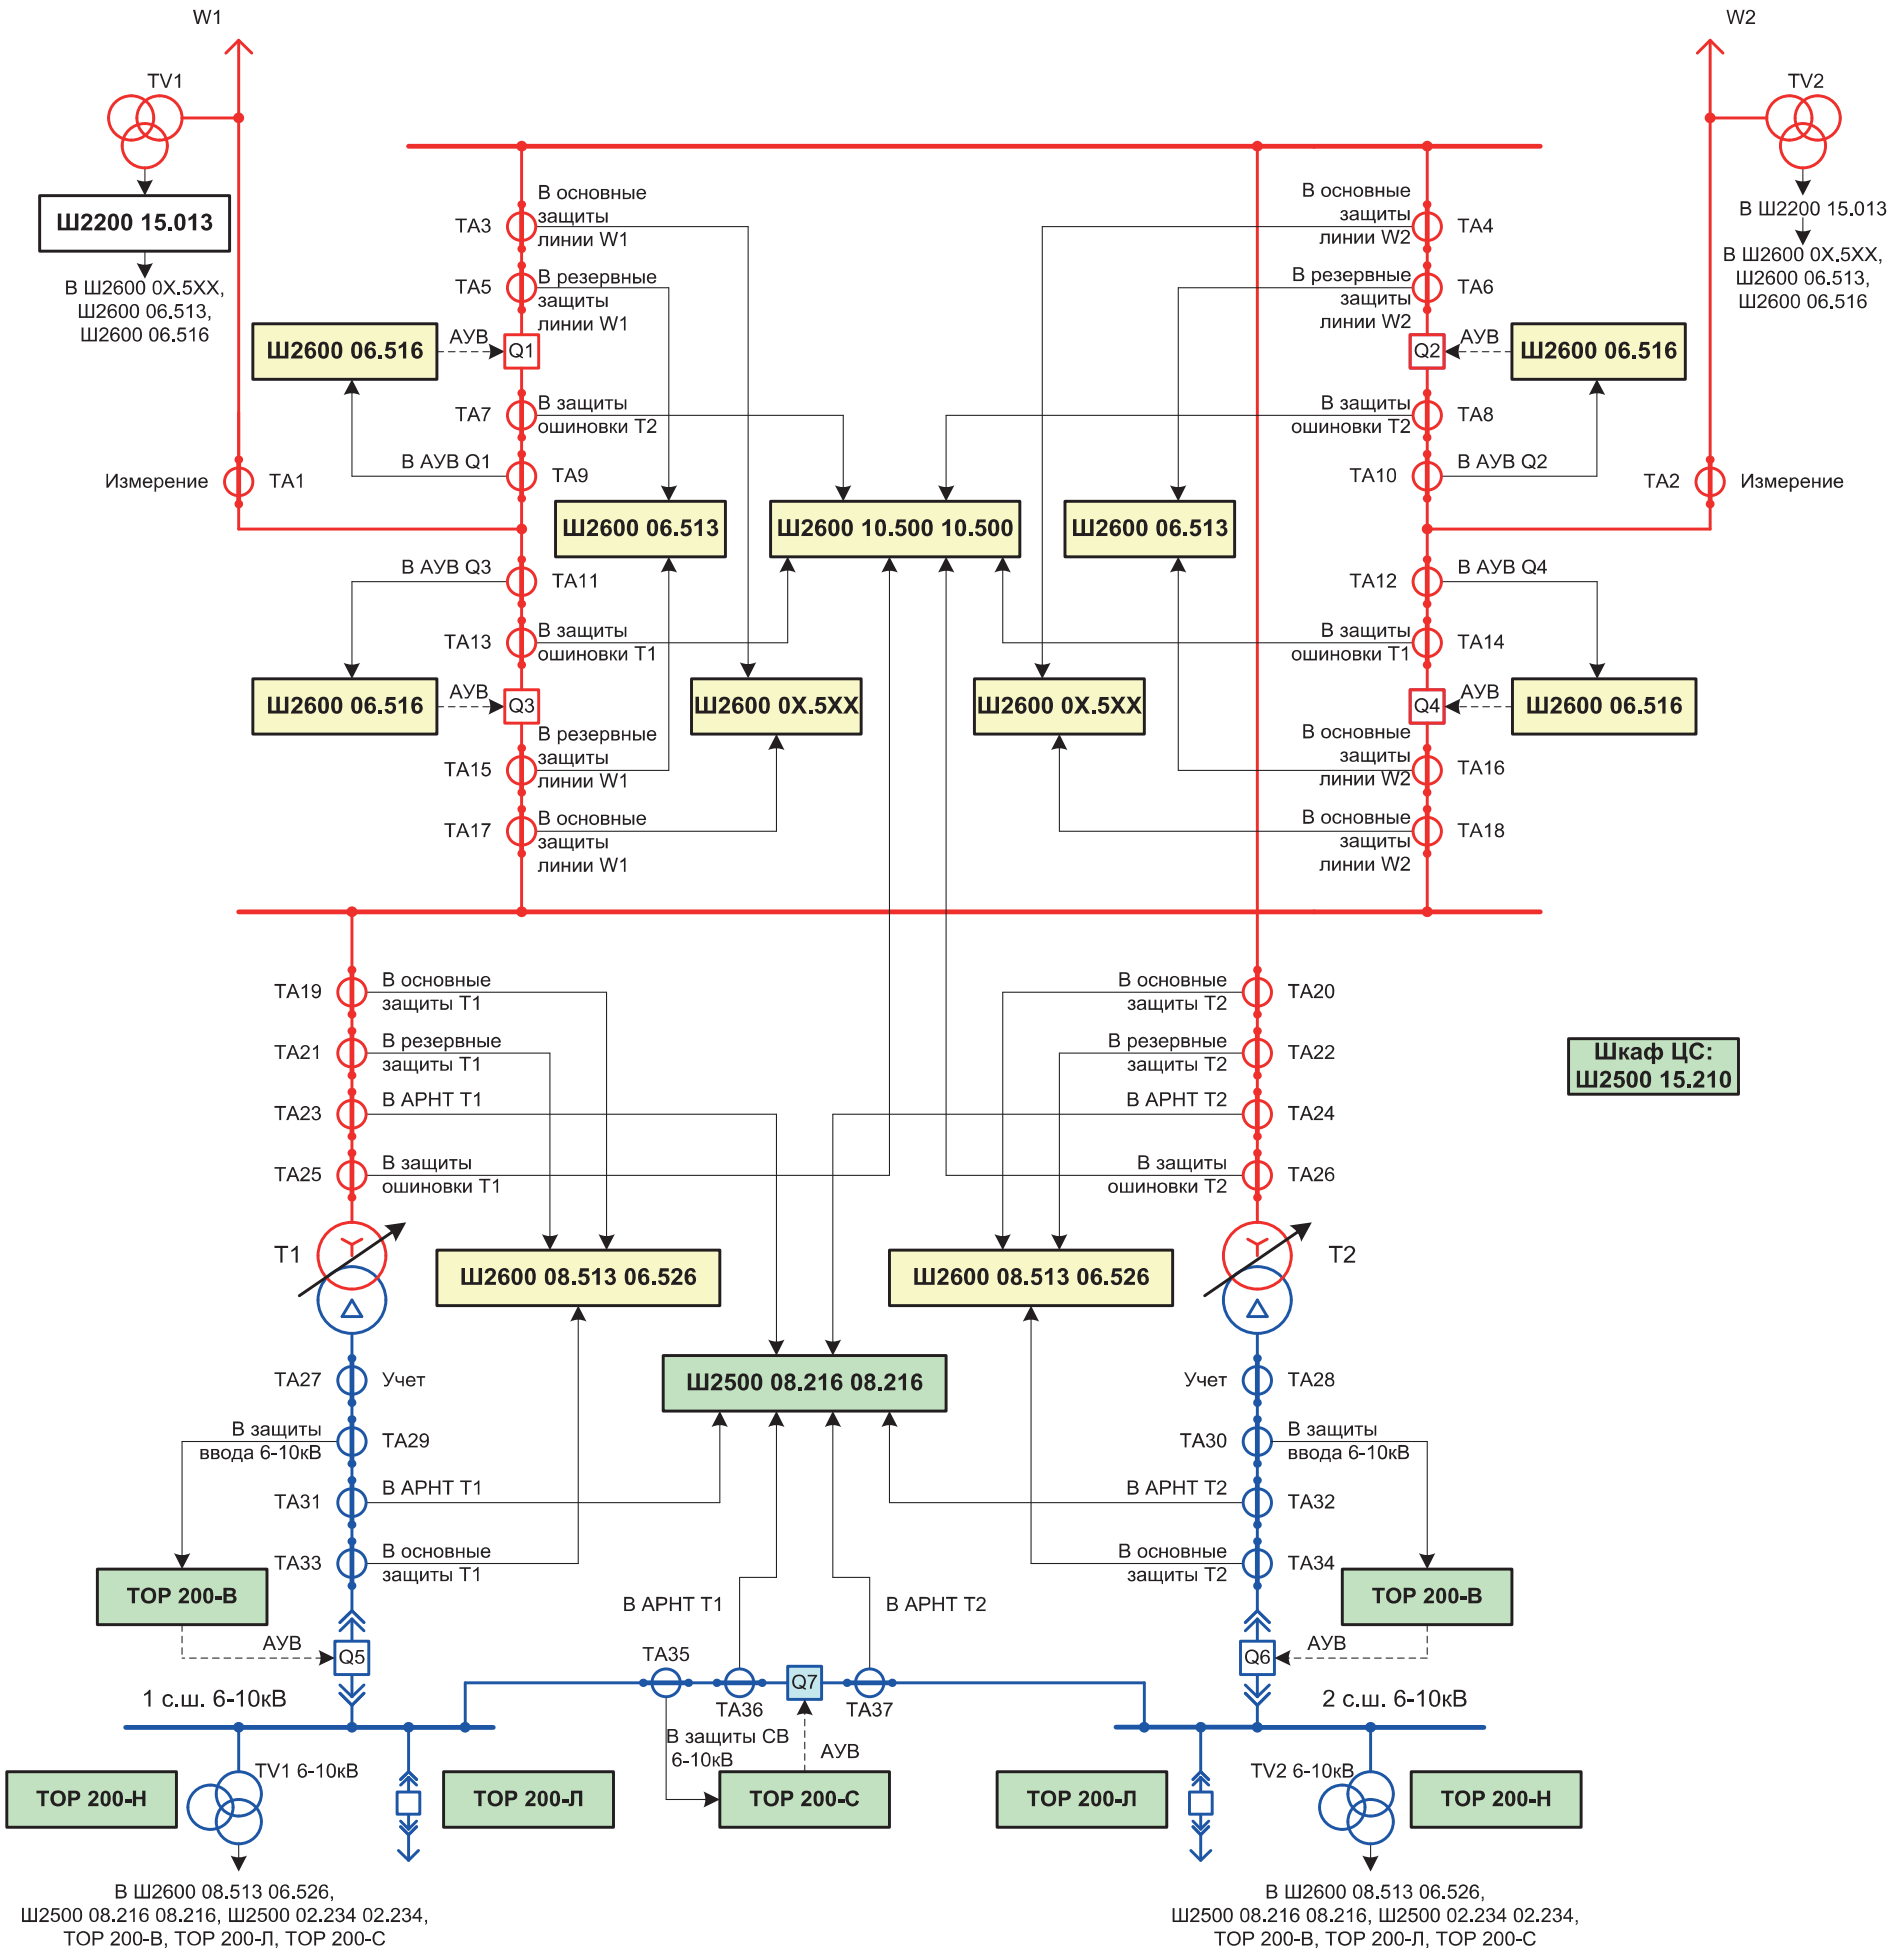 W1
W2
TV1
TV2
Ш2200 15.013
В Ш2600 0X.5XX,
Ш2600 06.513,
Ш2600 06.516
В Ш2200 15.013
В Ш2600 0X.5XX,
Ш2600 06.513,
Ш2600 06.516
TA3
В основные
защиты
линии W1
В основные
защиты
линии W2
TA4
TA5
В резервные
защиты
линии W1
В резервные
защиты
линии W2
TA6
Ш2600 06.516
АУВ
Q1
Q2
АУВ
Ш2600 06.516
TA7
В защиты
ошиновки Т2
В защиты
ошиновки Т2
TA8
В АУВ Q1
TA9
TA10
В АУВ Q2
Измерение
TA1
TA2
Измерение
Ш2600 06.513
Ш2600 10.500 10.500
Ш2600 06.513
В АУВ Q3
TA11
TA12
В АУВ Q4
TA13
В защиты
ошиновки Т1
В защиты
ошиновки Т1
TA14
Ш2600 06.516
АУВ
Q3
Ш2600 0X.5XX
Ш2600 0X.5XX
Q4
АУВ
Ш2600 06.516
TA15
В резервные
защиты
линии W1
В основные
защиты
линии W2
TA16
TA17
В основные
защиты
линии W1
В основные
защиты
линии W2
TA18
TA19
В основные
защиты Т1
В основные
защиты Т2
TA20
TA21
В резервные
защиты Т1
В резервные
защиты Т2
TA22
Шкаф ЦС:
Ш2500 15.210
TA23
В АРНТ Т1
В АРНТ Т2
TA24
TA25
В защиты
ошиновки Т1
В защиты
ошиновки Т2
TA26
T1
T2
Ш2600 08.513 06.526
Ш2600 08.513 06.526
TA27
Учет
Ш2500 08.216 08.216
Учет
TA28
В защиты
ввода 6-10кВ
TA29
TA30
В защиты
ввода 6-10кВ
TA31
В АРНТ Т1
В АРНТ Т2
TA32
TA33
В основные
защиты Т1
В основные
защиты Т2
TA34
ТОР 200-В
ТОР 200-В
В АРНТ Т1
В АРНТ Т2
АУВ
Q5
TA35
Q6
АУВ
Q7
TA36
TA37
1 с.ш. 6-10кВ
2 с.ш. 6-10кВ
В защиты СВ
6-10кВ
АУВ
TV1 6-10кВ
TV2 6-10кВ
ТОР 200-Н
ТОР 200-Л
ТОР 200-С
ТОР 200-Л
ТОР 200-Н
В Ш2600 08.513 06.526,
Ш2500 08.216 08.216, Ш2500 02.234 02.234,
ТОР 200-В, ТОР 200-Л, ТОР 200-С
В Ш2600 08.513 06.526,
Ш2500 08.216 08.216, Ш2500 02.234 02.234,
ТОР 200-В, ТОР 200-Л, ТОР 200-С